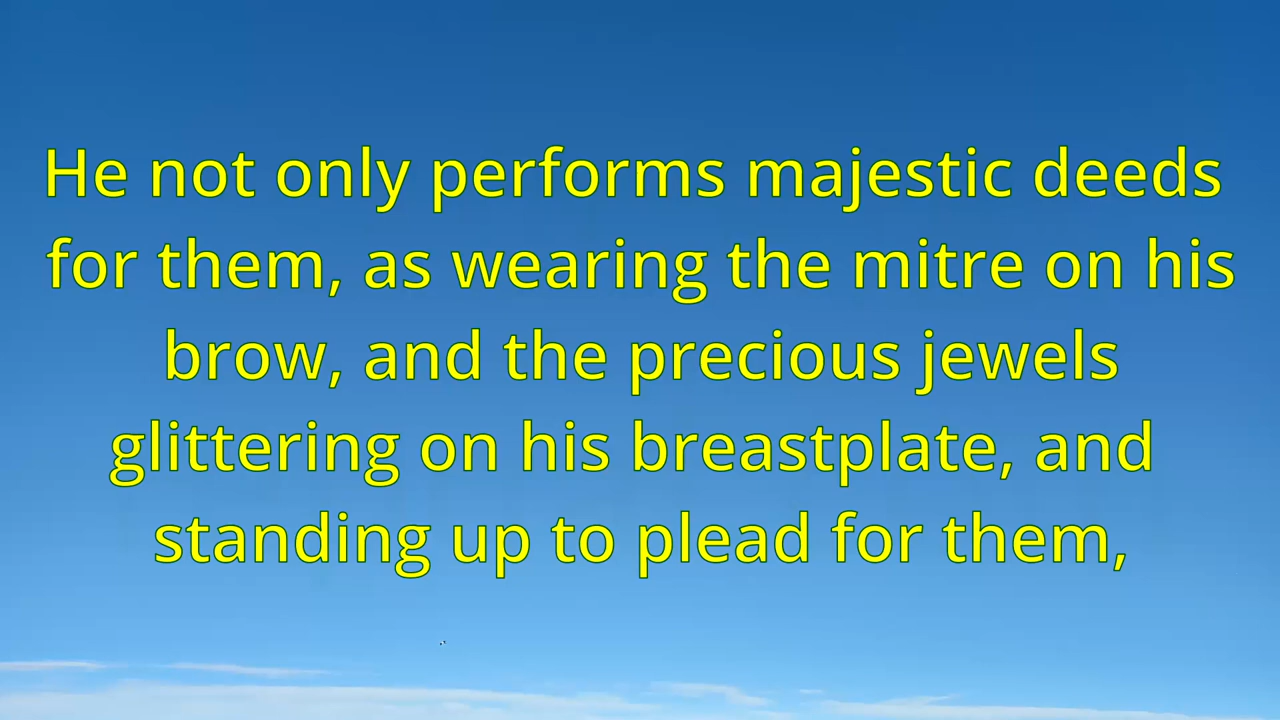 He not only performs majestic deeds
for them, as wearing the mitre on his
brow, and the precious jewels
glittering on his breastplate, and
standing up to plead for them,